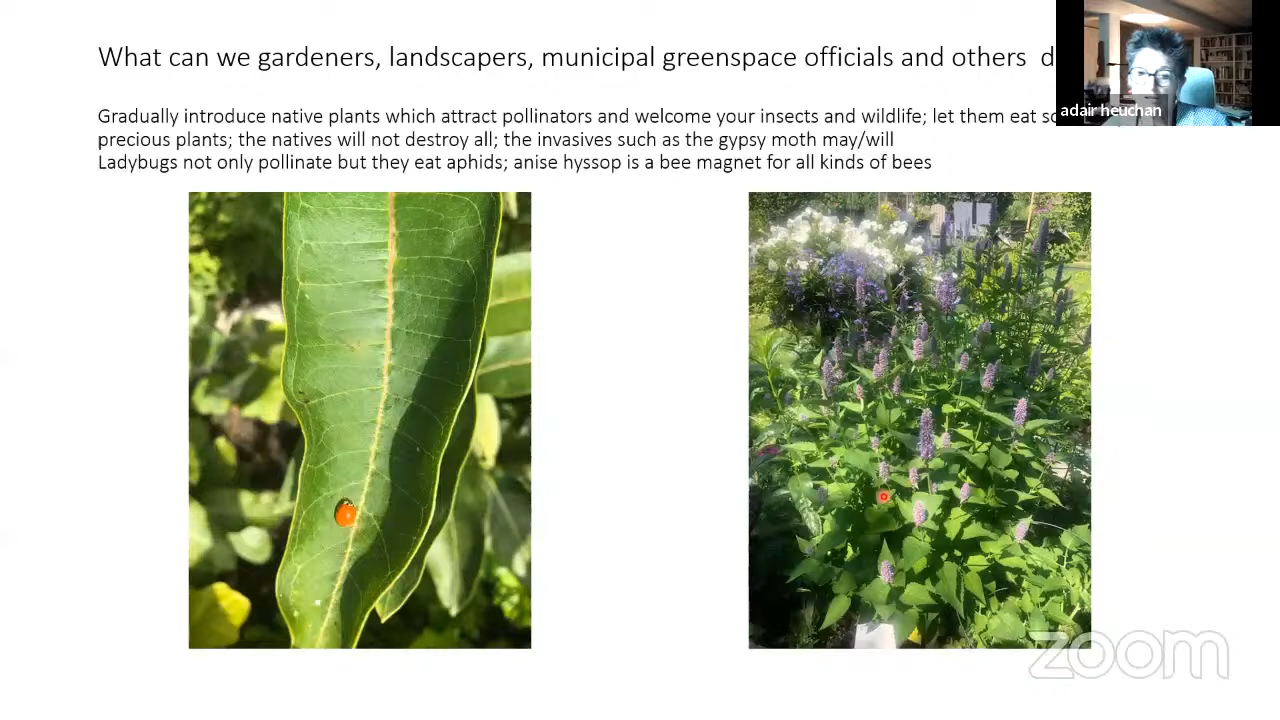 What can we gardeners, landscapers, municipal greenspace officials and others d
adair heuchan
Gradually introduce native plants which attract pollinators and welcome your insects and wildlife; let them eat
precious plants; the natives will not destroy all; the invasives such as the gypsy moth may/will
Ladybugs not only pollinate but they eat aphids; anise hyssop is a bee magnet for all kinds of bees
zoom